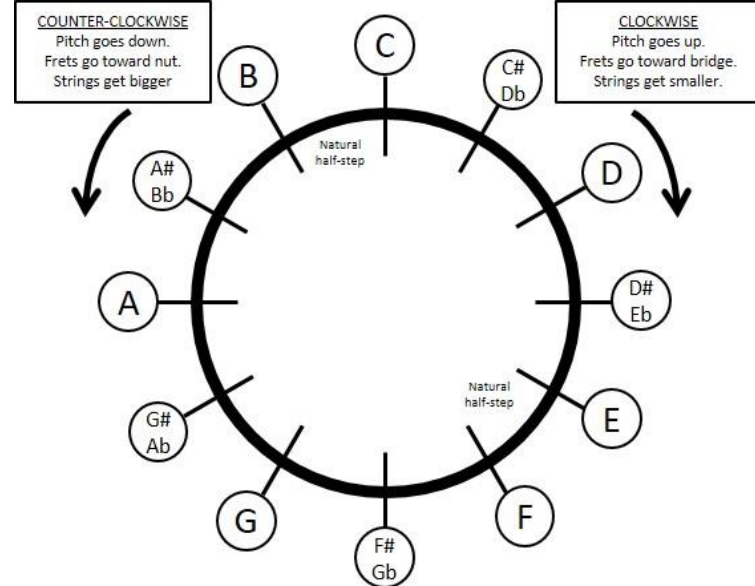 COUNTER-CLOCKWISE
Pitch goes down.
Frets go toward nut.
Strings get bigger
CLOCKWISE
Pitch goes up.
Frets go toward bridge.
Strings get smaller.
C
C#
Db
D
D#
Eb
E
F
F#
Gb
G
G#
Ab
A
A#
Bb
B
Natural
half-step
Natural
half-step